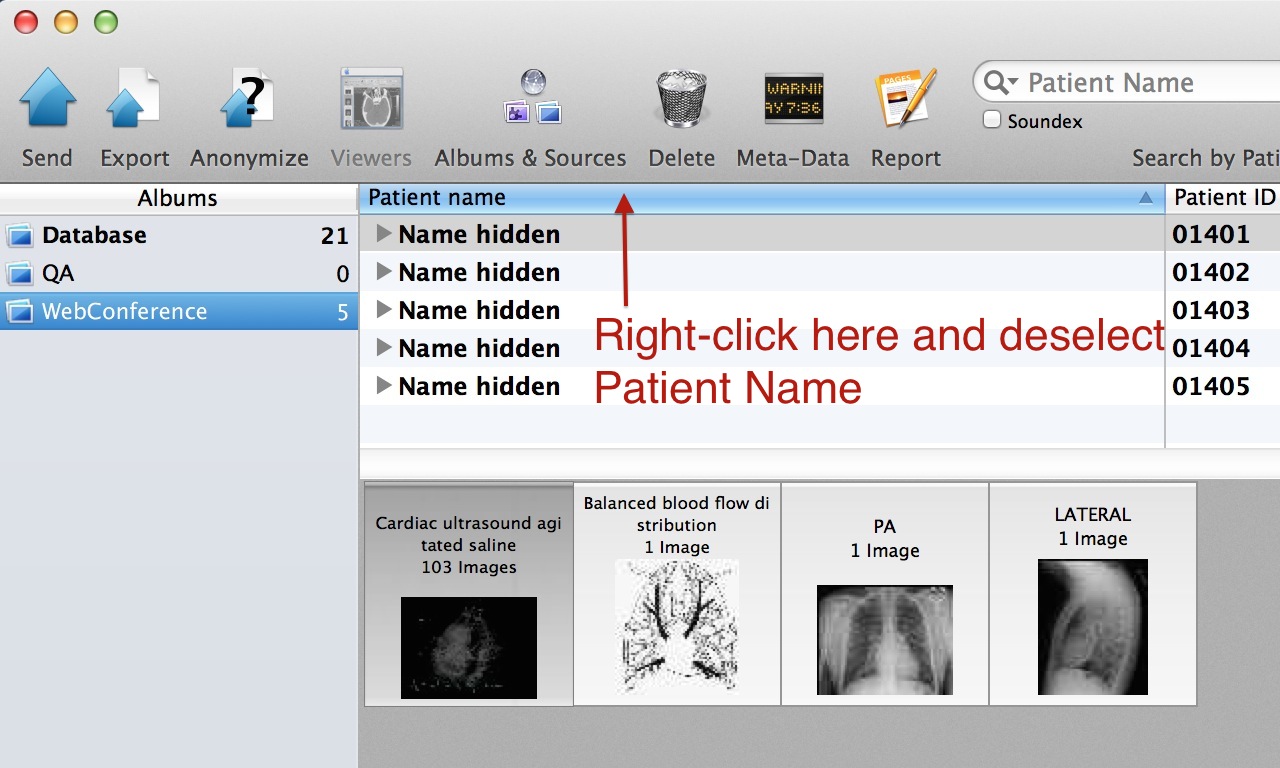 Patient Name
Soundex
Send
Export
Anonymize
Viewers
Albums & Sources
Delete
Meta-Data
Report
Search by Pati
WARNIN
AY 7:36
PAGES
?
Albums
Patient name
Patient ID
Database 21
QA 0
WebConference 5
Name hidden 01401
Name hidden 01402
Name hidden 01403
Name hidden 01404
Name hidden 01405
Right-click here and deselect
Patient Name
Cardiac ultrasound agi
tated saline
103 Images
Balanced blood flow di
stribution
1 Image
PA
1 Image
LATERAL
1 Image